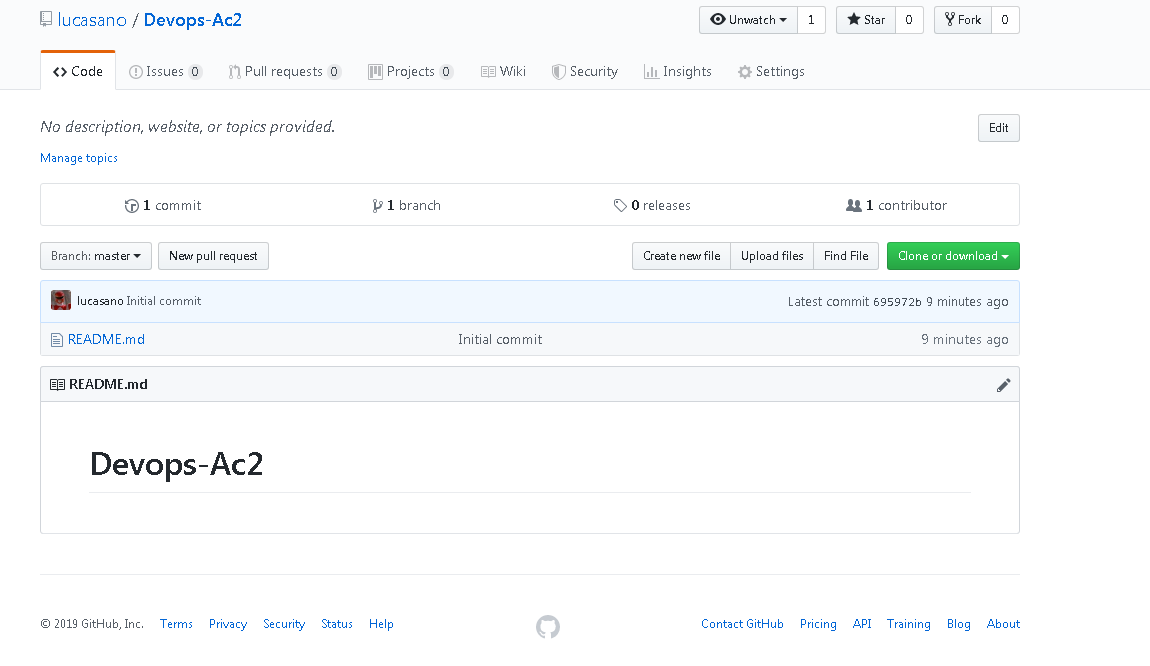 lucasano / Devops-Ac2 Unwatch 1 Star 0 Fork 0
Code Issues 0 Pull requests 0 Projects 0 Wiki Security Insights Settings
No description, website, or topics provided. Edit
Manage topics
1 commit 1 branch 0 releases 1 contributor
Branch: master New pull request Create new file Upload files Find File Clone or download
lucasano Initial commit Latest commit 695972b 9 minutes ago
README.md Initial commit 9 minutes ago
README.md
Devops-Ac2
© 2019 GitHub, Inc. Terms Privacy Security Status Help Contact GitHub Pricing API Training Blog About